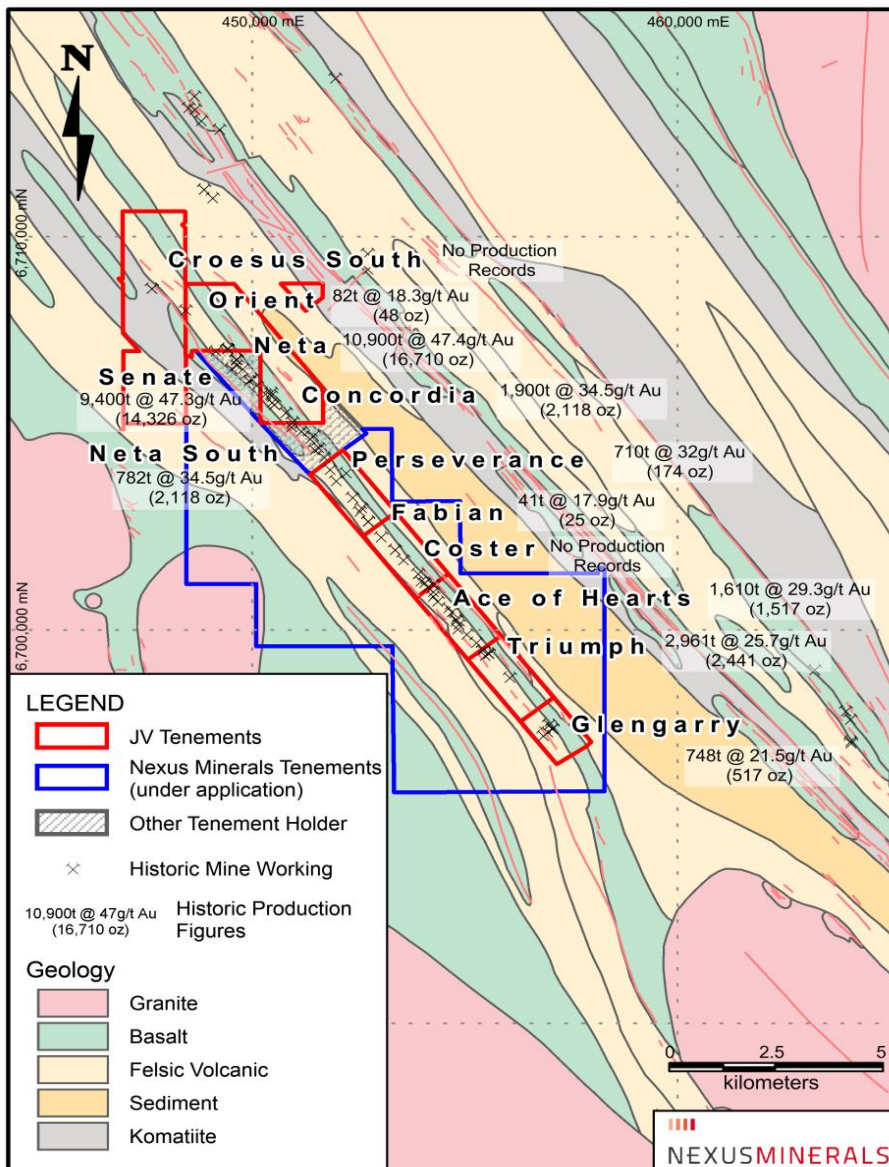 450,000 mE
460,000 mE
N
6,710,000 mN
No Production
Records
Croesus South
Orient
82t @ 18.3g/t Au
(48 oz)
Neta
10,900t @ 47.4g/t Au
(16,710 oz)
Senate
9,400t @ 47.3g/t Au
(14,326 oz)
Concordia
1,900t @ 34.5g/t Au
(2,118 oz)
Neta South
782t @ 34.5g/t Au
(2,118 oz)
Perseverance
710t @ 32g/t Au
(174 oz)
Fabian
41t @ 17.9g/t Au
(25 oz)
Coster
No Production
Records
Ace of Hearts
1,610t @ 29.3g/t Au
(1,517 oz)
6,700,000 mN
Triumph
2,961t @ 25.7g/t Au
(2,441 oz)
Glengarry
748t @ 21.5g/t Au
(517 oz)
LEGEND
JV Tenements
Nexus Minerals Tenements
(under application)
Other Tenement Holder
Historic Mine Working
10,900t @ 47g/t Au
(16,710 oz)
Historic Production
Figures
Geology
Granite
Basalt
Felsic Volcanic
Sediment
Komatiite
0 2.5 5
kilometers
NEXUSMINERALS